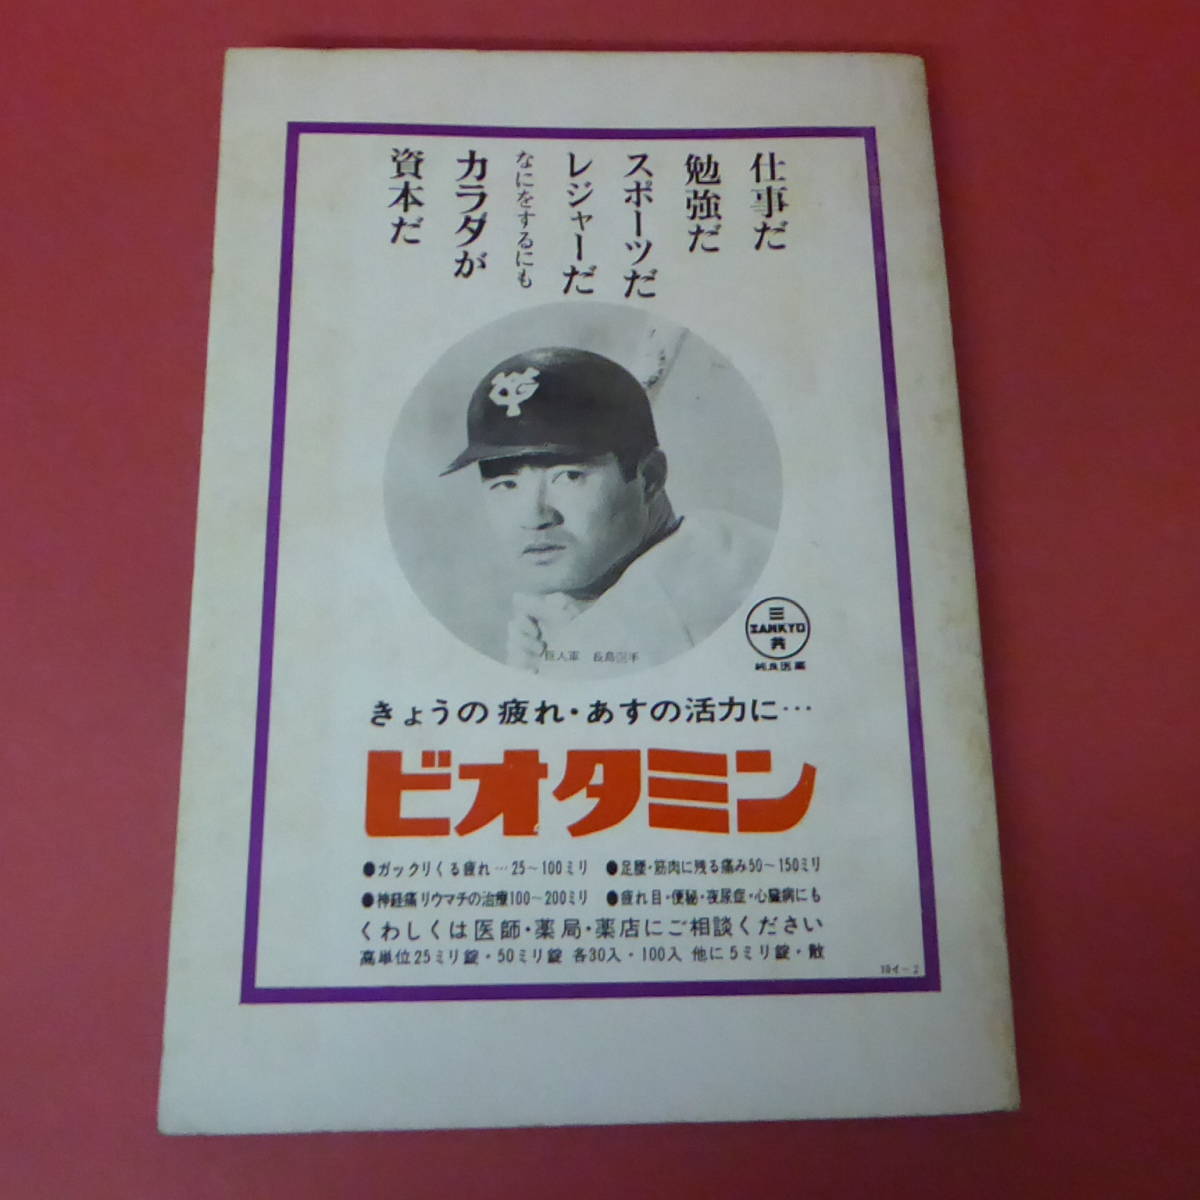 仕事だ
勉強だ
スポーツだ
レジャーだ
なにをするにも
カラダが
資本だ
YG
三
SANKYO
共
純良医薬
巨人軍 長島選手
きょうの疲れ・あすの活力に…
ビオタミン
●ガックリくる疲れ…25〜100ミリ ●足腰・筋肉に残る痛み50〜150ミリ
●神経痛リウマチの治療100〜200ミリ ●疲れ目・便秘・夜尿症・心臓病にも
くわしくは医師・薬局・薬店にご相談ください
高単位25ミリ錠・50ミリ錠 各30入・100入 他に5ミリ錠・散
10イ−2